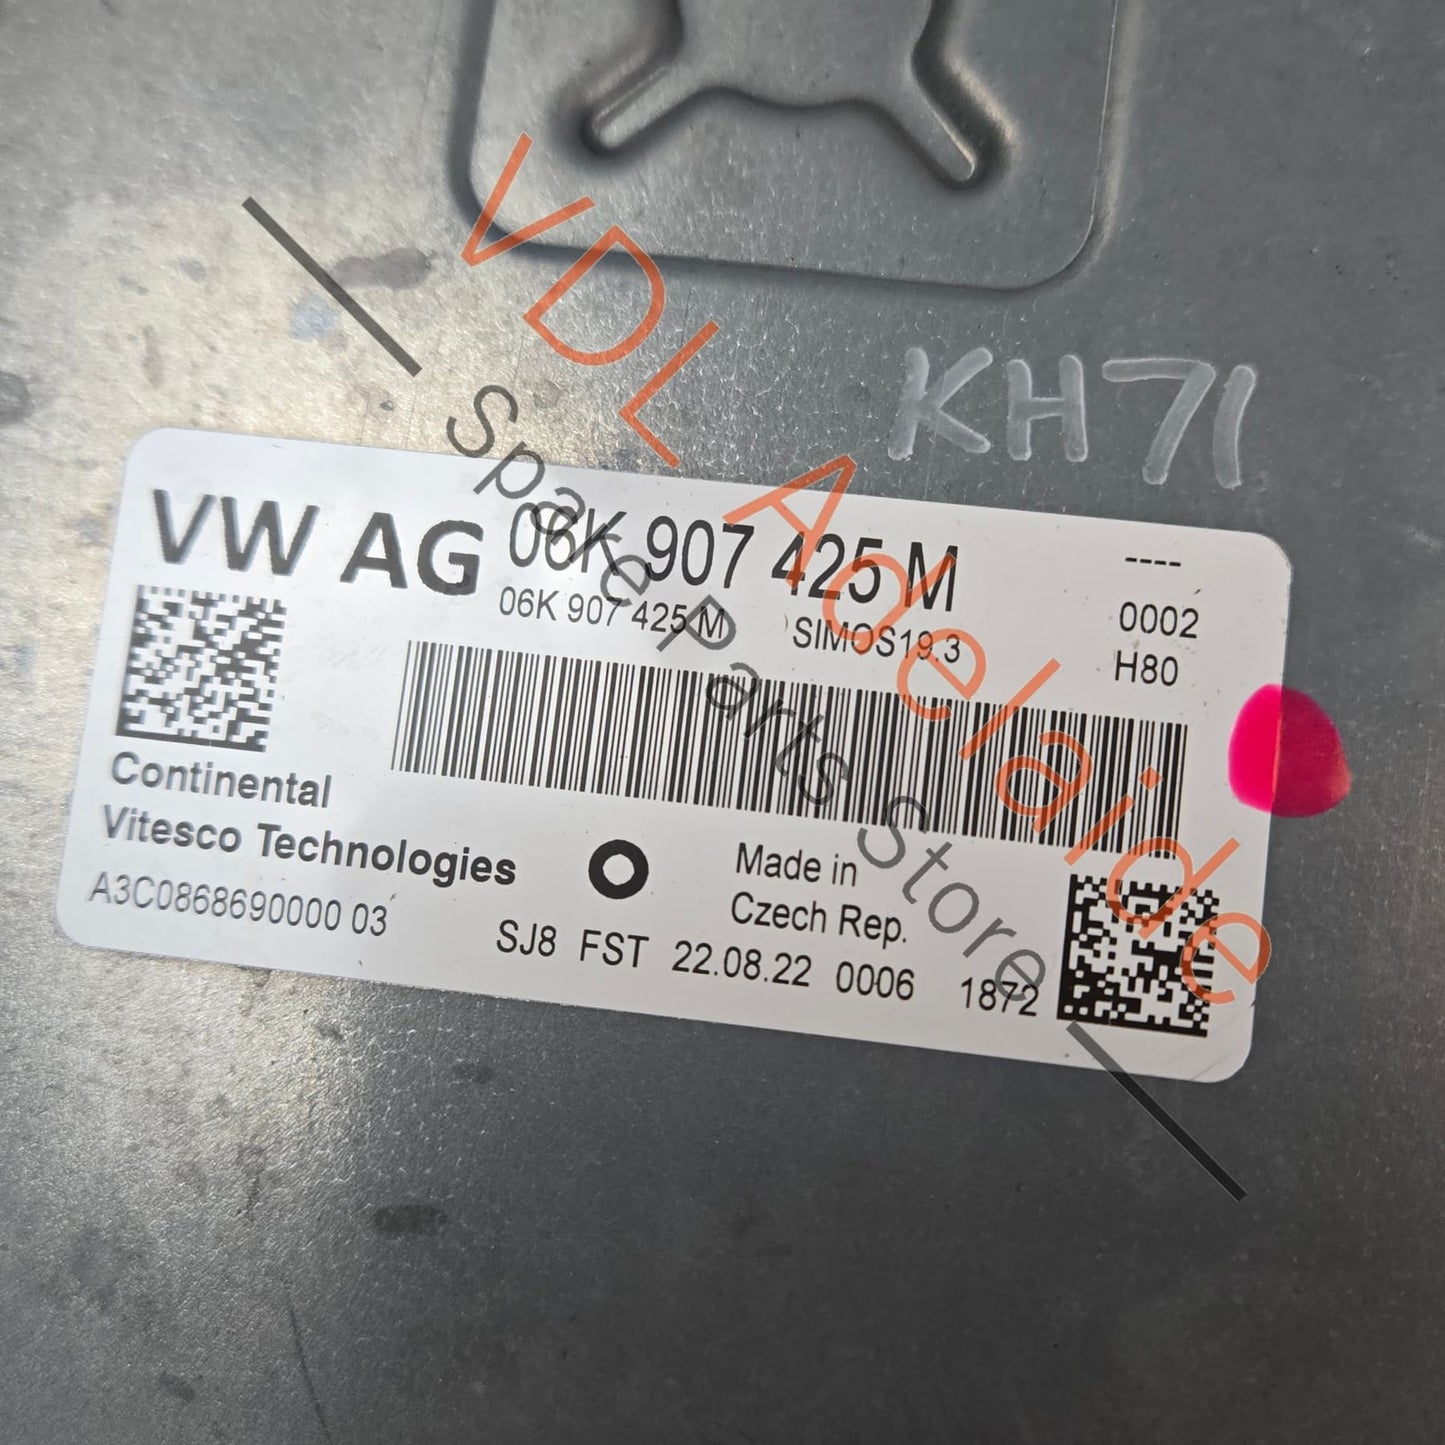 VDL Adelaide
Spare Parts Store
KH71
VW AG 06K 907 425 M ----
06K 907 425 M SIMOS19.3 0002
H80
Continental
Vitesco Technologies
A3C0868690000 03
Made in
Czech Rep.
SJ8 FST 22.08.22 0006 1872